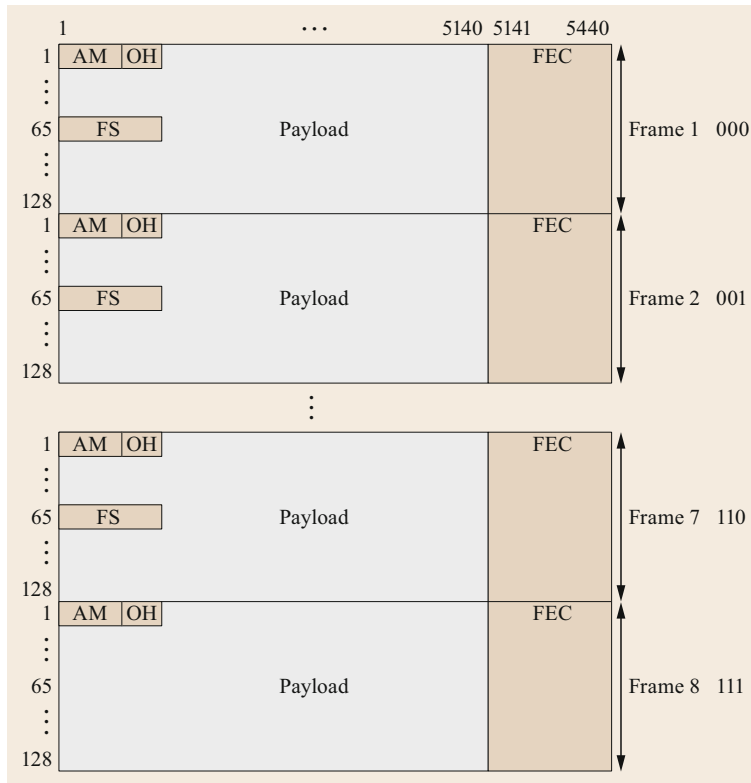 1 ⋯ 5140 5141 5440
1 AM OH FEC
⋮
65 FS Payload Frame 1 000
⋮
128
1 AM OH FEC
⋮
65 FS Payload Frame 2 001
⋮
128
⋮
1 AM OH FEC
⋮
65 FS Payload Frame 7 110
⋮
128
1 AM OH FEC
⋮
65 Payload Frame 8 111
⋮
128